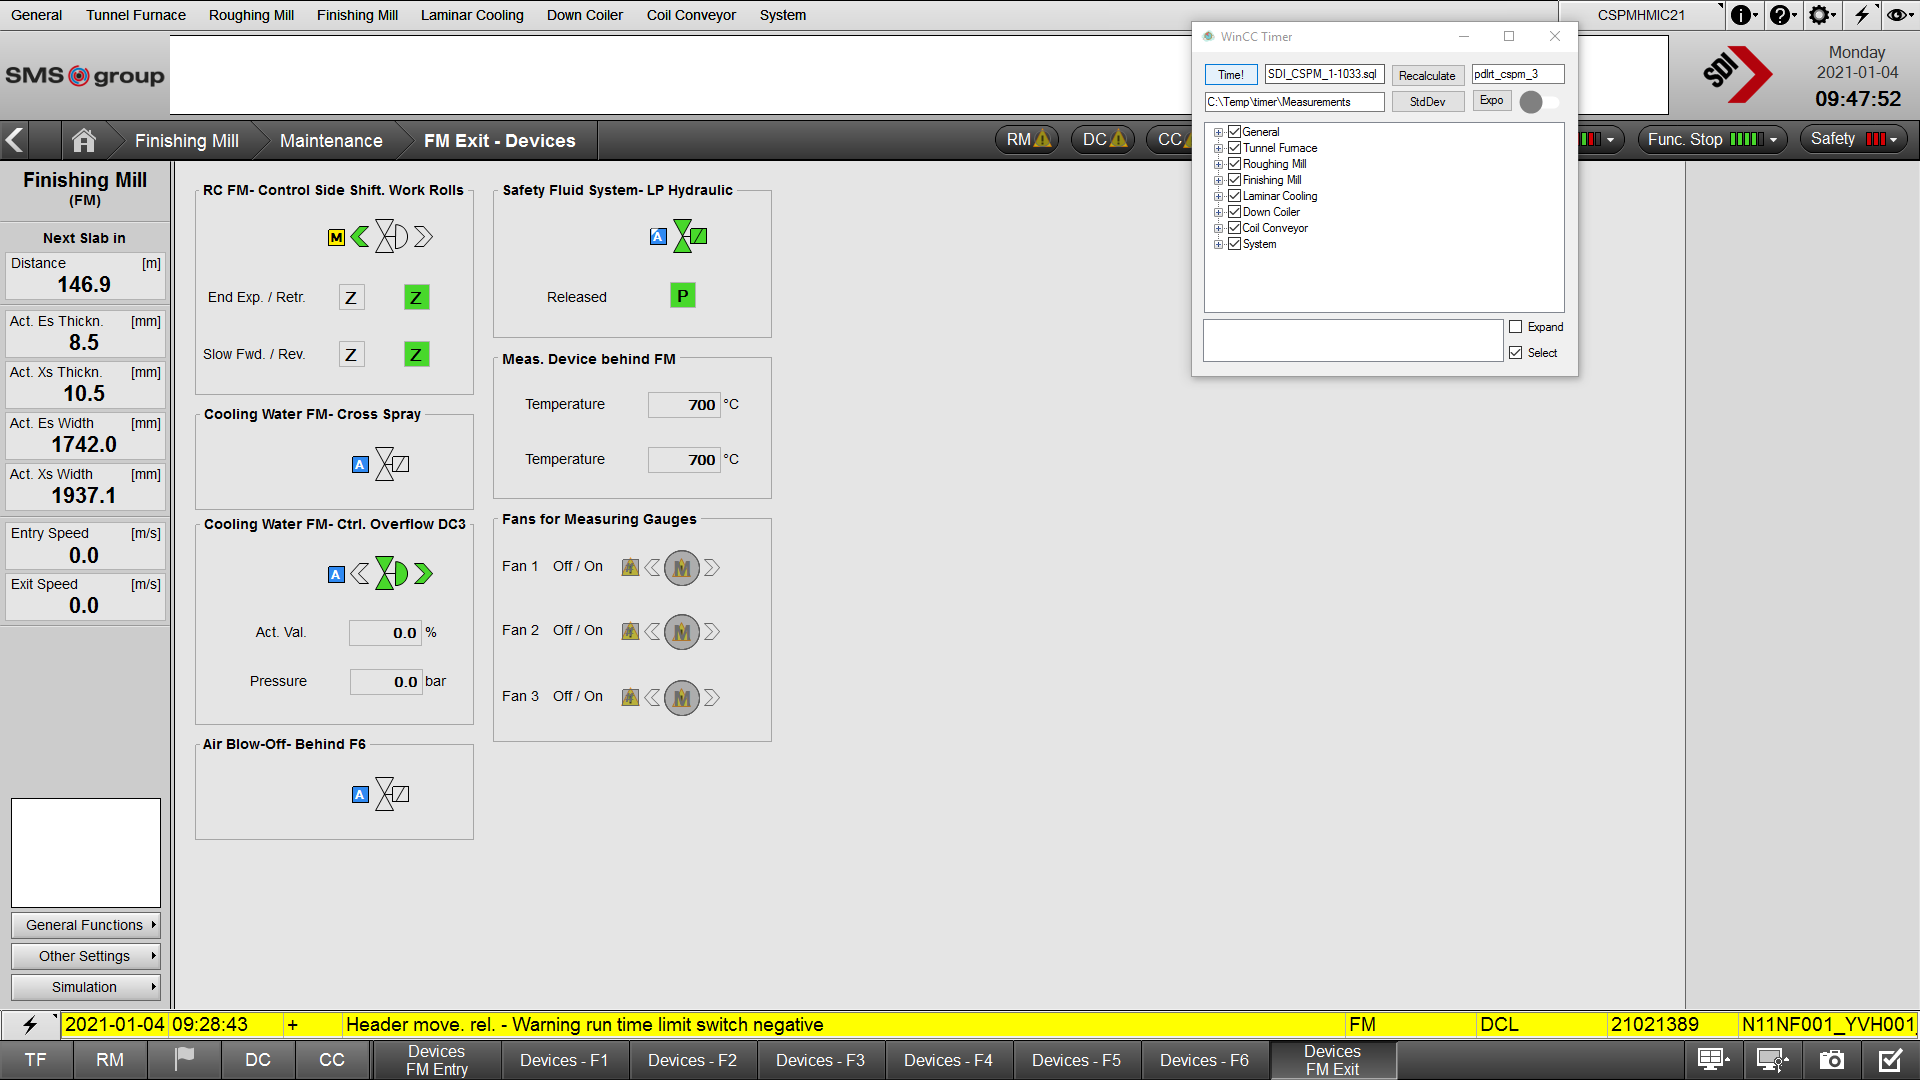 General Tunnel Furnace Roughing Mill Finishing Mill Laminar Cooling Down Coiler Coil Conveyor System CSPMHMIC21
SMS group
SDI
Monday
2021-01-04
09:47:52
WinCC Timer
Time! SDI_CSPM_1-1033.sql Recalculate pdlrt_cspm_3
C:\Temp\timer\Measurements StdDev Expo
General
Tunnel Furnace
Roughing Mill
Finishing Mill
Laminar Cooling
Down Coiler
Coil Conveyor
System
Expand
Select
Finishing Mill Maintenance FM Exit - Devices RM DC CC Func. Stop Safety
Finishing Mill
(FM)
Next Slab in
Distance [m]
146.9
Act. Es Thickn. [mm]
8.5
Act. Xs Thickn. [mm]
10.5
Act. Es Width [mm]
1742.0
Act. Xs Width [mm]
1937.1
Entry Speed [m/s]
0.0
Exit Speed [m/s]
0.0
General Functions
Other Settings
Simulation
RC FM- Control Side Shift. Work Rolls
M
End Exp. / Retr. Z Z
Slow Fwd. / Rev. Z Z
Cooling Water FM- Cross Spray
A
Cooling Water FM- Ctrl. Overflow DC3
A
Act. Val. 0.0 %
Pressure 0.0 bar
Air Blow-Off- Behind F6
A
Safety Fluid System- LP Hydraulic
A
Released P
Meas. Device behind FM
Temperature 700 °C
Temperature 700 °C
Fans for Measuring Gauges
Fan 1 Off / On M
Fan 2 Off / On M
Fan 3 Off / On M
2021-01-04 09:28:43 + Header move. rel. - Warning run time limit switch negative FM DCL 21021389 N11NF001_YVH001
TF RM DC CC Devices
FM Entry Devices - F1 Devices - F2 Devices - F3 Devices - F4 Devices - F5 Devices - F6 Devices
FM Exit